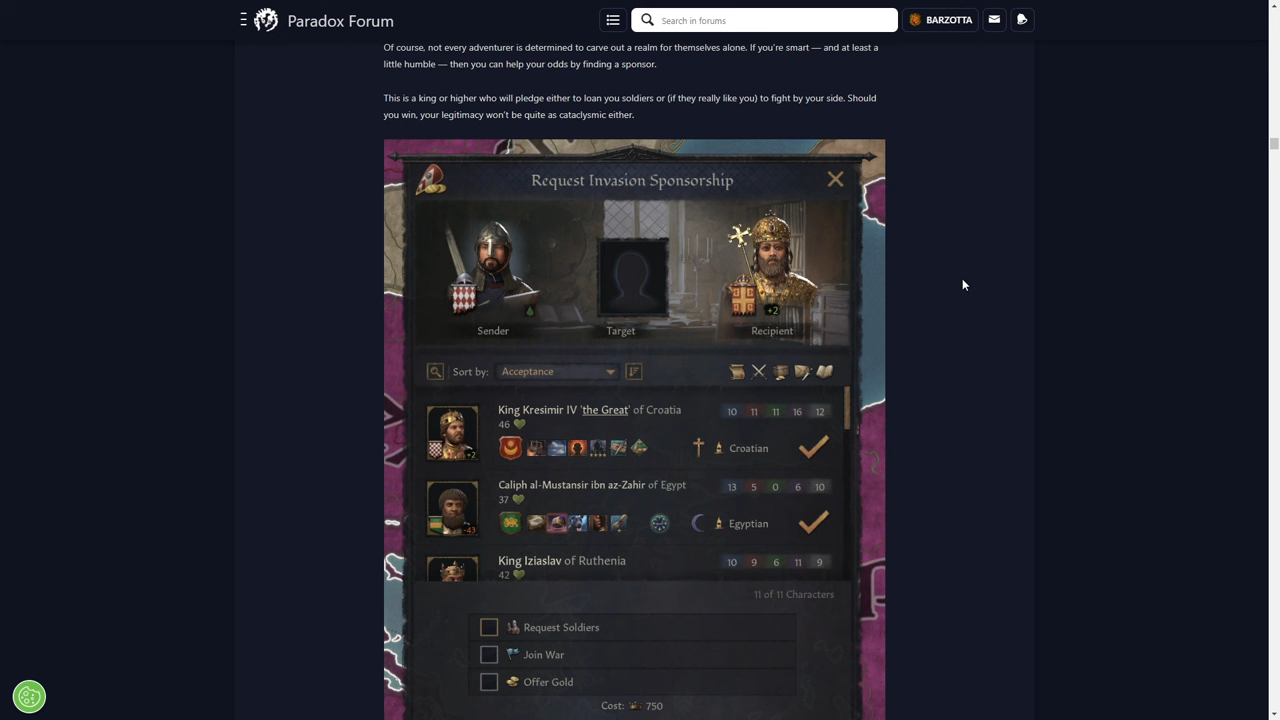 Paradox Forum
Search in forums
BARZOTTA
Of course, not every adventurer is determined to carve out a realm for themselves alone. If you're smart — and at least a
little humble — then you can help your odds by finding a sponsor.
This is a king or higher who will pledge either to loan you soldiers or (if they really like you) to fight by your side. Should
you win, your legitimacy won't be quite as cataclysmic either.
Request Invasion Sponsorship
+2
Sender
Target
Recipient
Sort by:
Acceptance
King Kresimir IV 'the Great' of Croatia
10 11 11 16 12
46
+2
Croatian
Caliph al-Mustansir ibn az-Zahir of Egypt
13 5 0 6 10
37
-43
Egyptian
King Iziaslav of Ruthenia
10 9 6 11 9
42
11 of 11 Characters
Request Soldiers
Join War
Offer Gold
Cost: 750